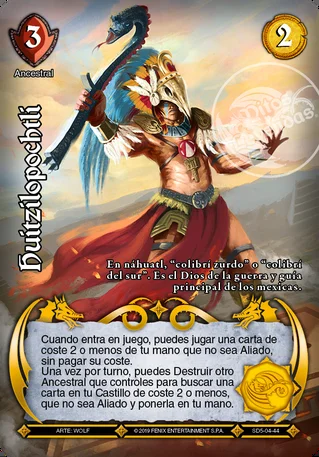 3
2
Ancestral
Huitzilopochtli
En náhuatl, “colibrí zurdo” o “colibrí
del sur”. Es el Dios de la guerra y guía
principal de los mexicas.
Cuando entra en juego, puedes jugar una carta de
coste 2 o menos de tu mano que no sea Aliado,
sin pagar su coste.
Una vez por turno, puedes Destruir otro
Ancestral que controles para buscar una
carta en tu Castillo de coste 2 o menos,
que no sea Aliado y ponerla en tu mano.
ARTE: WOLF
© 2019 FENIX ENTERTAINMENT S.P.A.
SD5-04-44